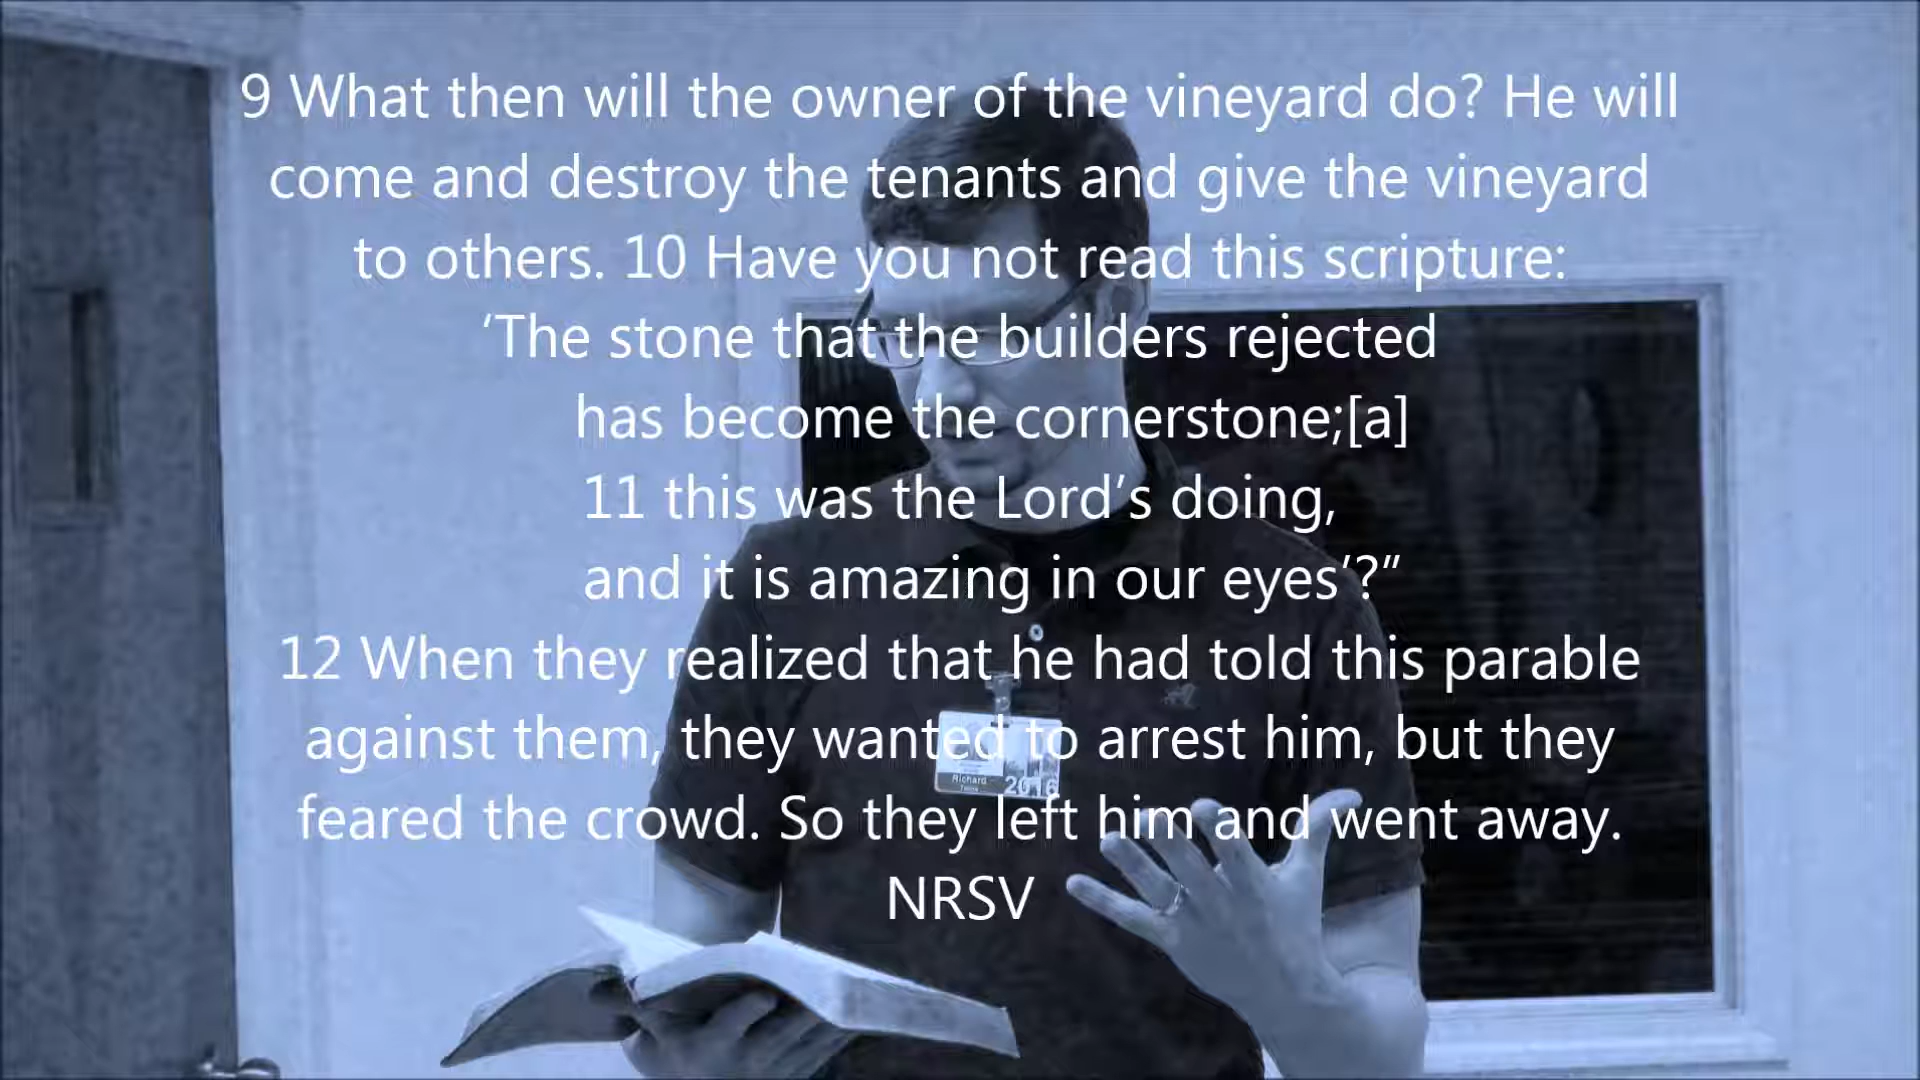 9 What then will the owner of the vineyard do? He will
come and destroy the tenants and give the vineyard
to others. 10 Have you not read this scripture:
‘The stone that the builders rejected
has become the cornerstone;[a]
11 this was the Lord’s doing,
and it is amazing in our eyes’?”
12 When they realized that he had told this parable
against them, they wanted to arrest him, but they
feared the crowd. So they left him and went away.
NRSV
Richard
2016